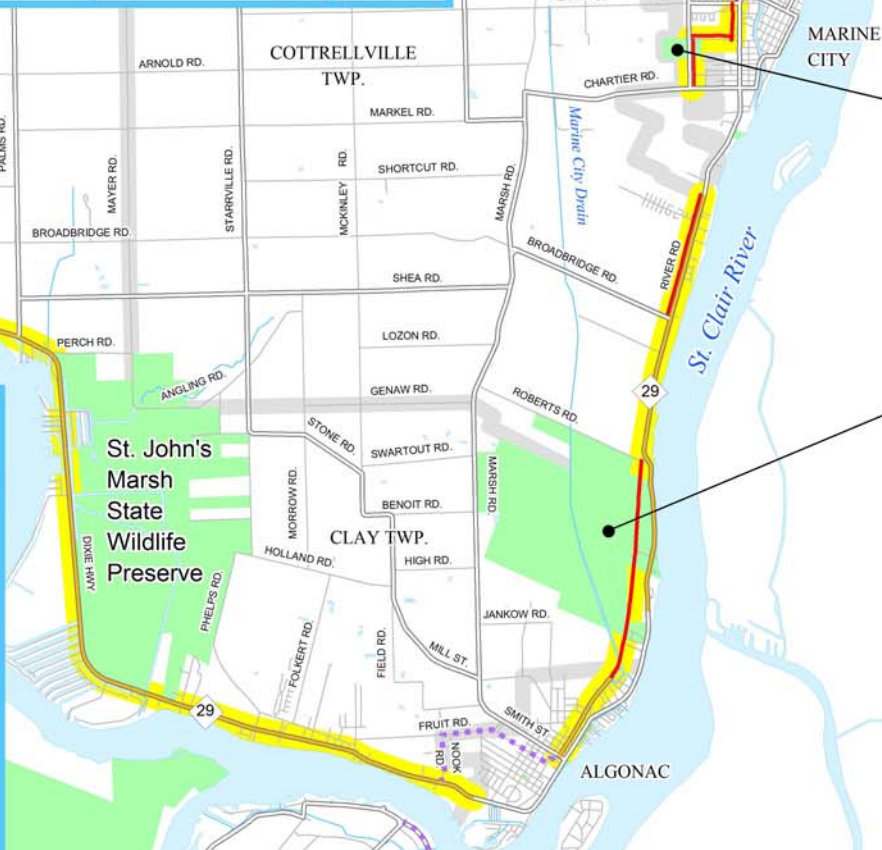 MARINE
CITY
COTTRELLVILLE
TWP.
ARNOLD RD.
CHARTIER RD.
MARKEL RD.
PALMS RD.
MAYER RD.
STARRVILLE RD.
MCKINLEY RD.
SHORTCUT RD.
MARSH RD.
Marine City Drain
BROADBRIDGE RD.
BROADBRIDGE RD.
RIVER RD
St. Clair River
SHEA RD.
PERCH RD.
LOZON RD.
ANGLING RD.
GENAW RD.
29
ROBERTS RD.
STONE RD.
SWARTOUT RD.
St. John's
Marsh
State
Wildlife
Preserve
MORROW RD.
MARSH RD.
BENOIT RD.
CLAY TWP.
DIXIE HWY
HOLLAND RD.
HIGH RD.
PHELPS RD.
JANKOW RD.
FOLKERT RD.
FIELD RD.
MILL ST.
29
FRUIT RD.
SMITH ST
NOOK
RD.
ALGONAC